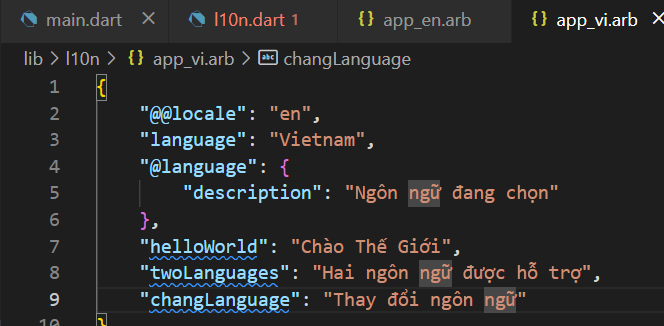 main.dart l10n.dart 1 {} app_en.arb {} app_vi.arb
lib > l10n > {} app_vi.arb > abc changLanguage
1 {
2 "@@locale": "en",
3 "language": "Vietnam",
4 "@language": {
5 "description": "Ngôn ngữ đang chọn"
6 },
7 "helloWorld": "Chào Thế Giới",
8 "twoLanguages": "Hai ngôn ngữ được hỗ trợ",
9 "changLanguage": "Thay đổi ngôn ngữ"
10 }